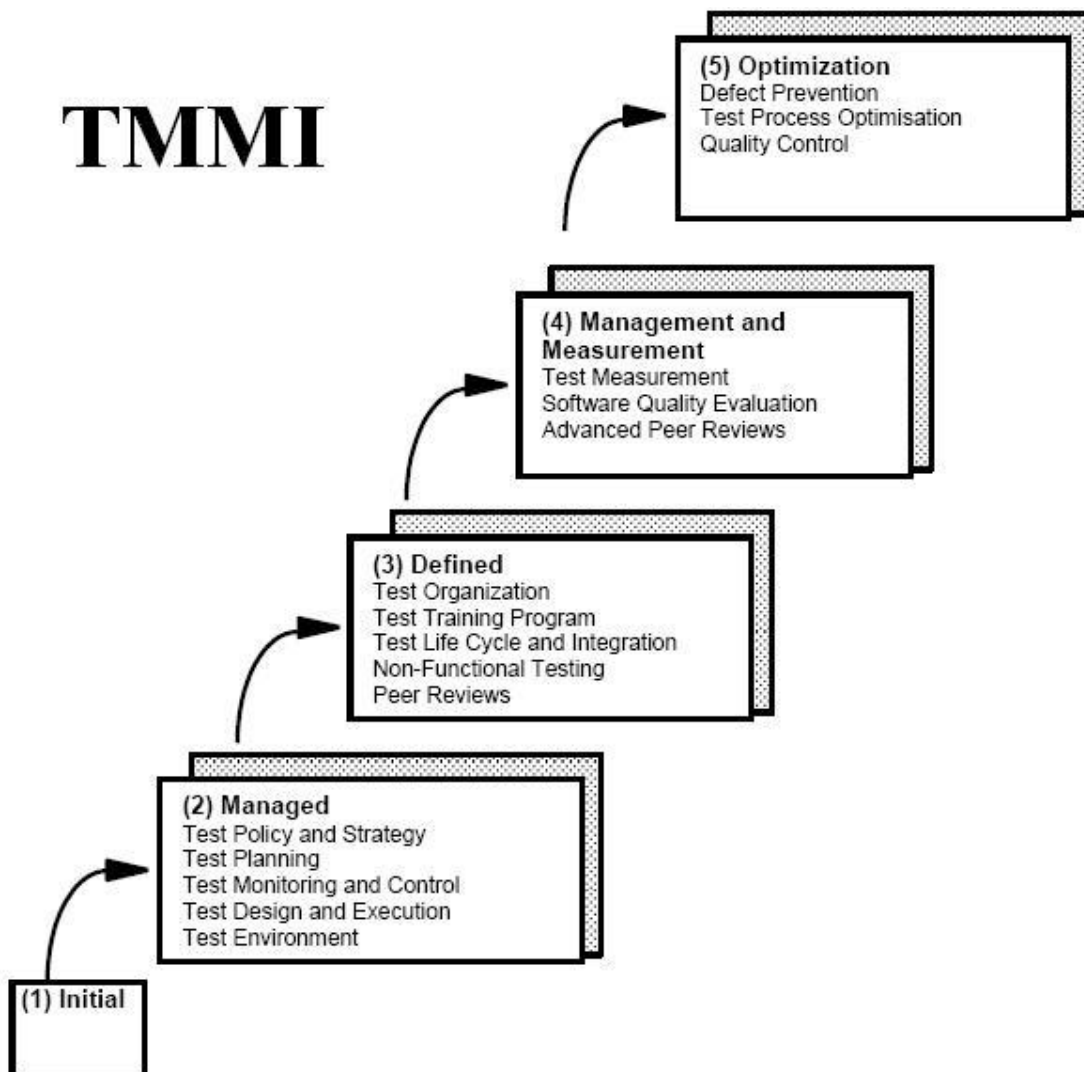 TMMI
(5) Optimization
Defect Prevention
Test Process Optimisation
Quality Control
(4) Management and
Measurement
Test Measurement
Software Quality Evaluation
Advanced Peer Reviews
(3) Defined
Test Organization
Test Training Program
Test Life Cycle and Integration
Non-Functional Testing
Peer Reviews
(2) Managed
Test Policy and Strategy
Test Planning
Test Monitoring and Control
Test Design and Execution
Test Environment
(1) Initial